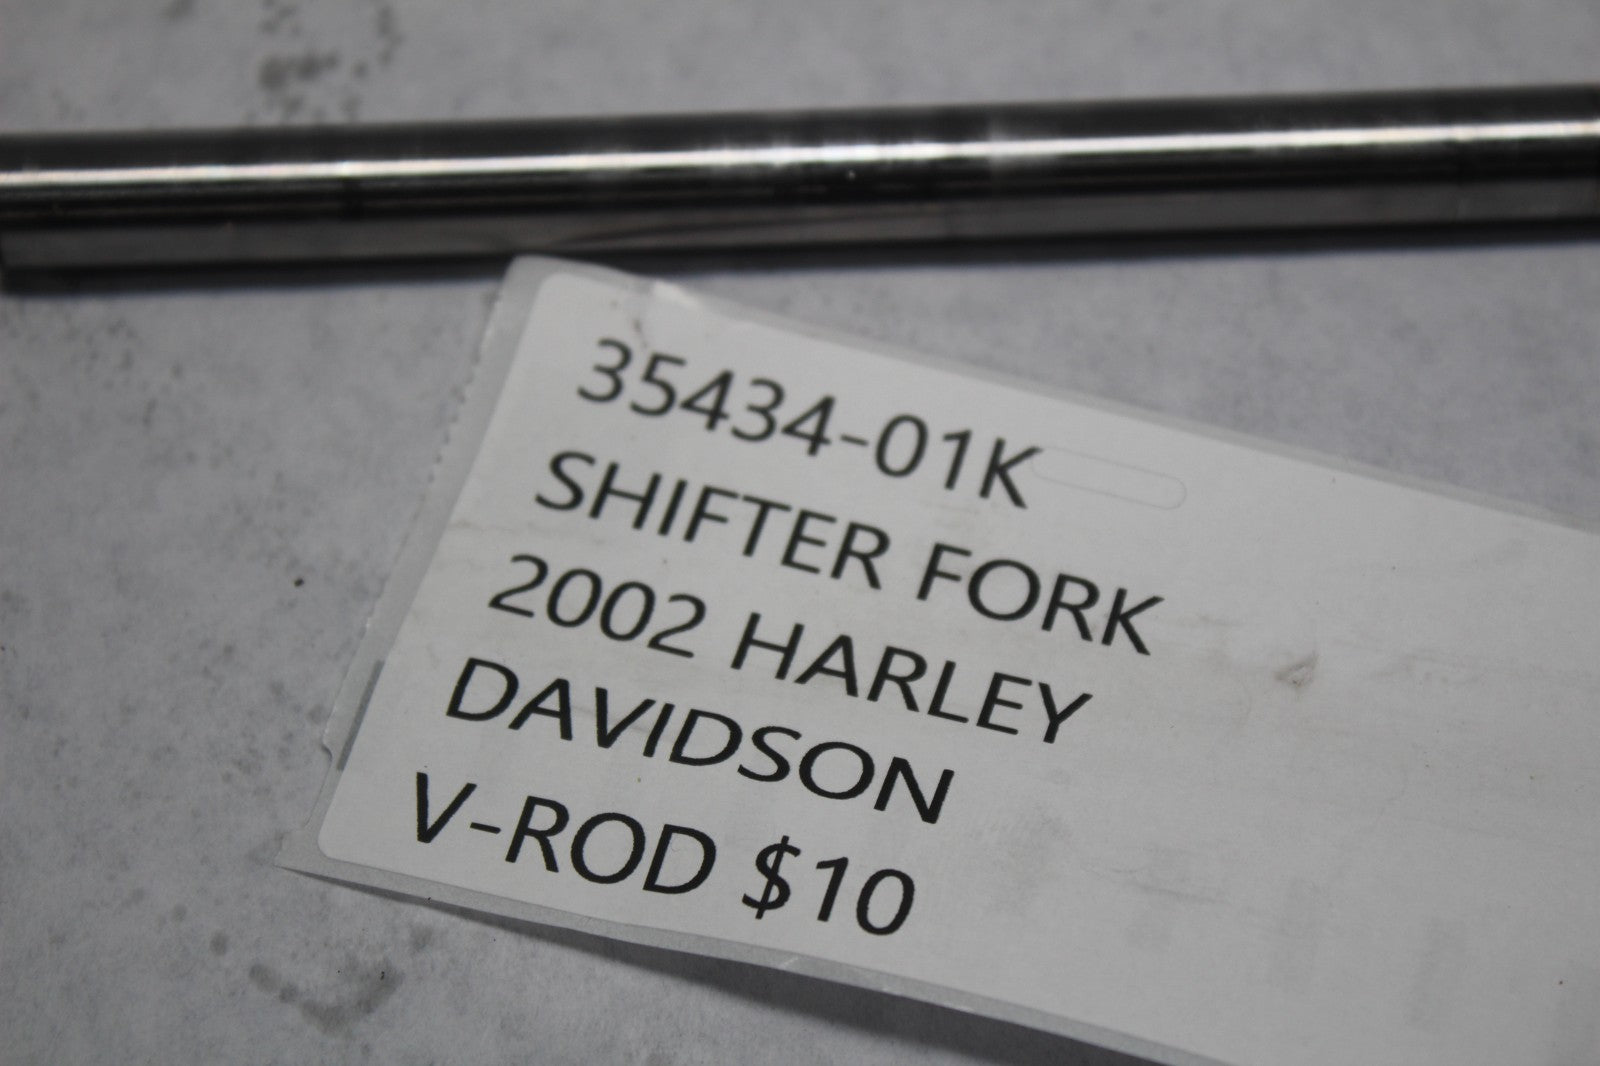 35434-01K
SHIFTER FORK
2002 HARLEY
DAVIDSON
V-ROD $10